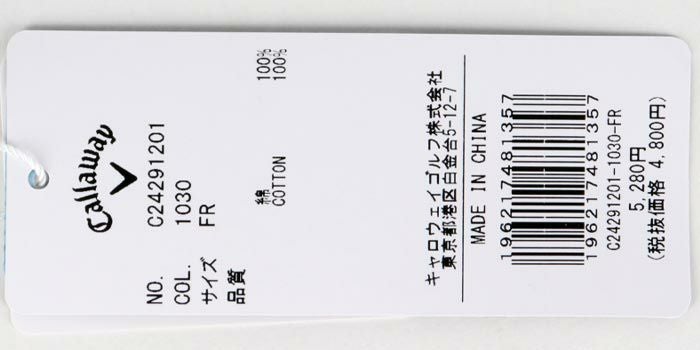 Callaway
NO. C24291201
COL. 1030
サイズ FR
品質
綿 100%
COTTON 100%
キャロウェイゴルフ株式会社
東京都港区白金台5-12-7
MADE IN CHINA
196217481357
196217481357
C24291201-1030-FR
5,280円
(税抜価格 4,800円)